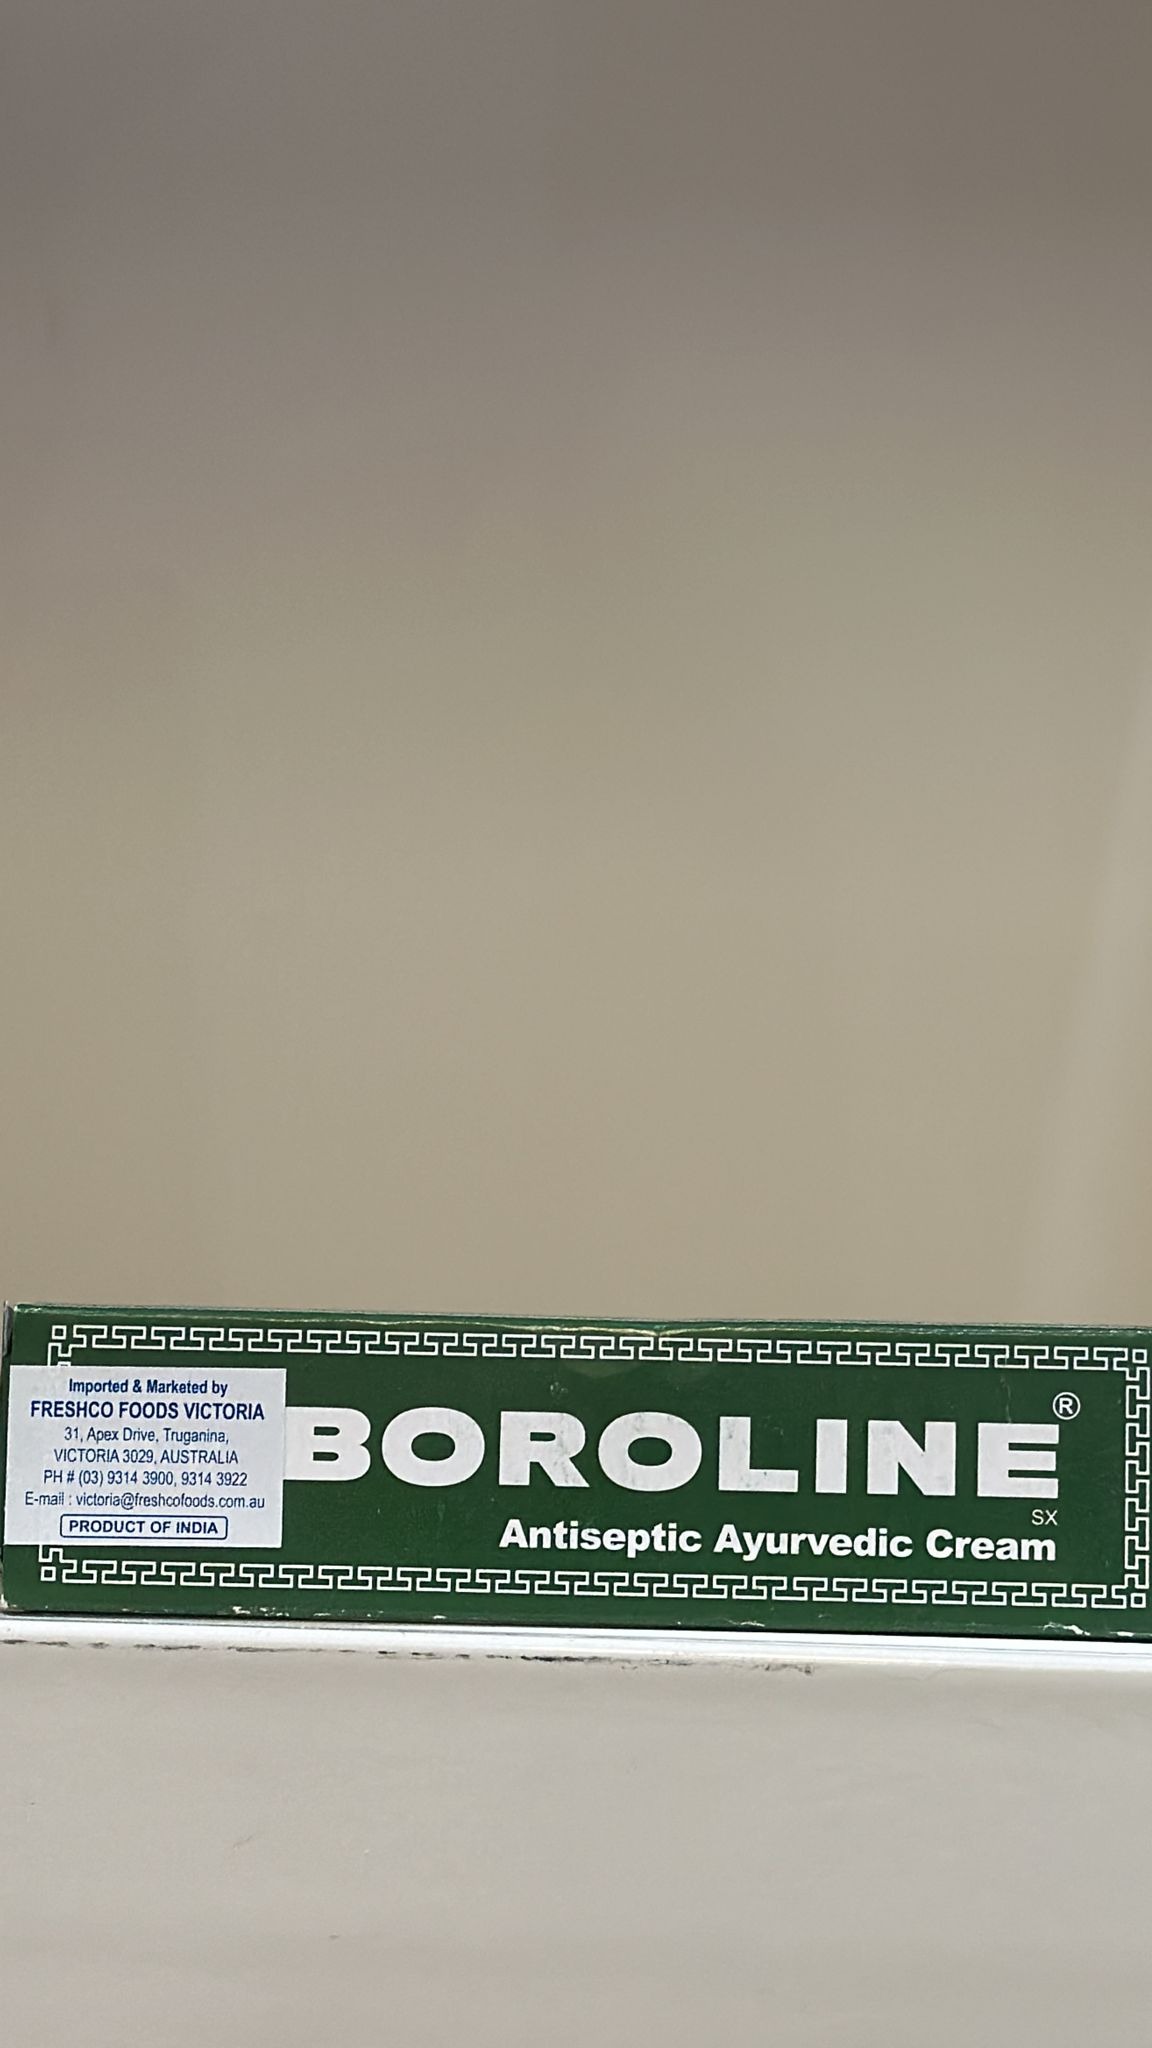 Imported & Marketed by
FRESHCO FOODS VICTORIA
31, Apex Drive, Truganina,
VICTORIA 3029, AUSTRALIA
PH # (03) 9314 3900, 9314 3922
E-mail : victoria@freshcofoods.com.au
PRODUCT OF INDIA
BOROLINE®
SX
Antiseptic Ayurvedic Cream